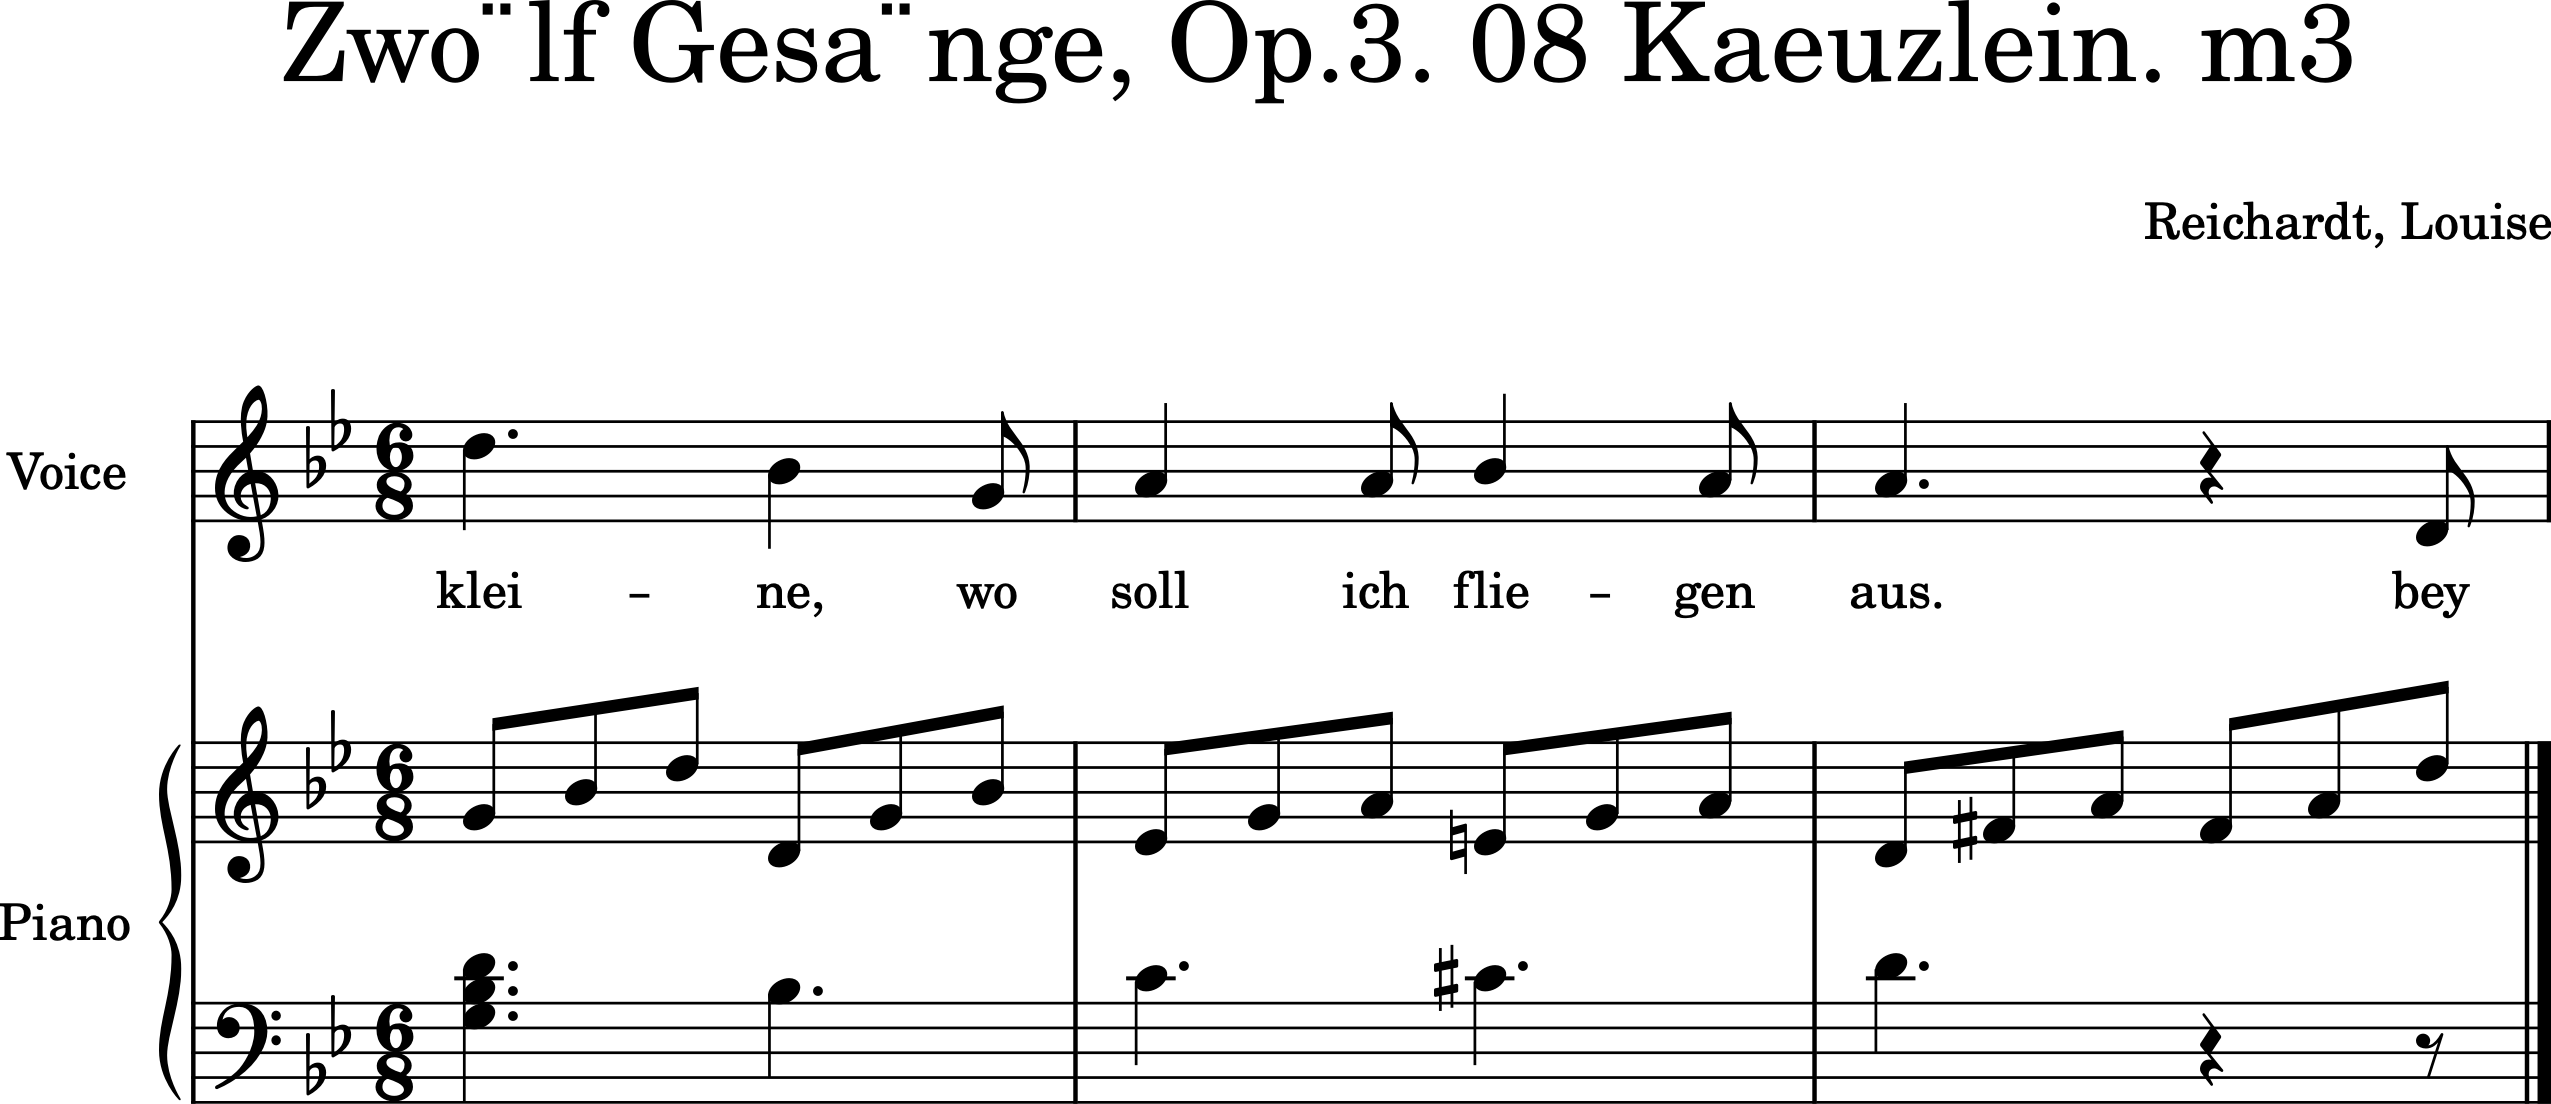 Zwo¨lf Gesa¨nge, Op.3. 08 Kaeuzlein. m3
Reichardt, Louise
Voice
klei - ne, wo soll ich flie - gen aus. bey
Piano